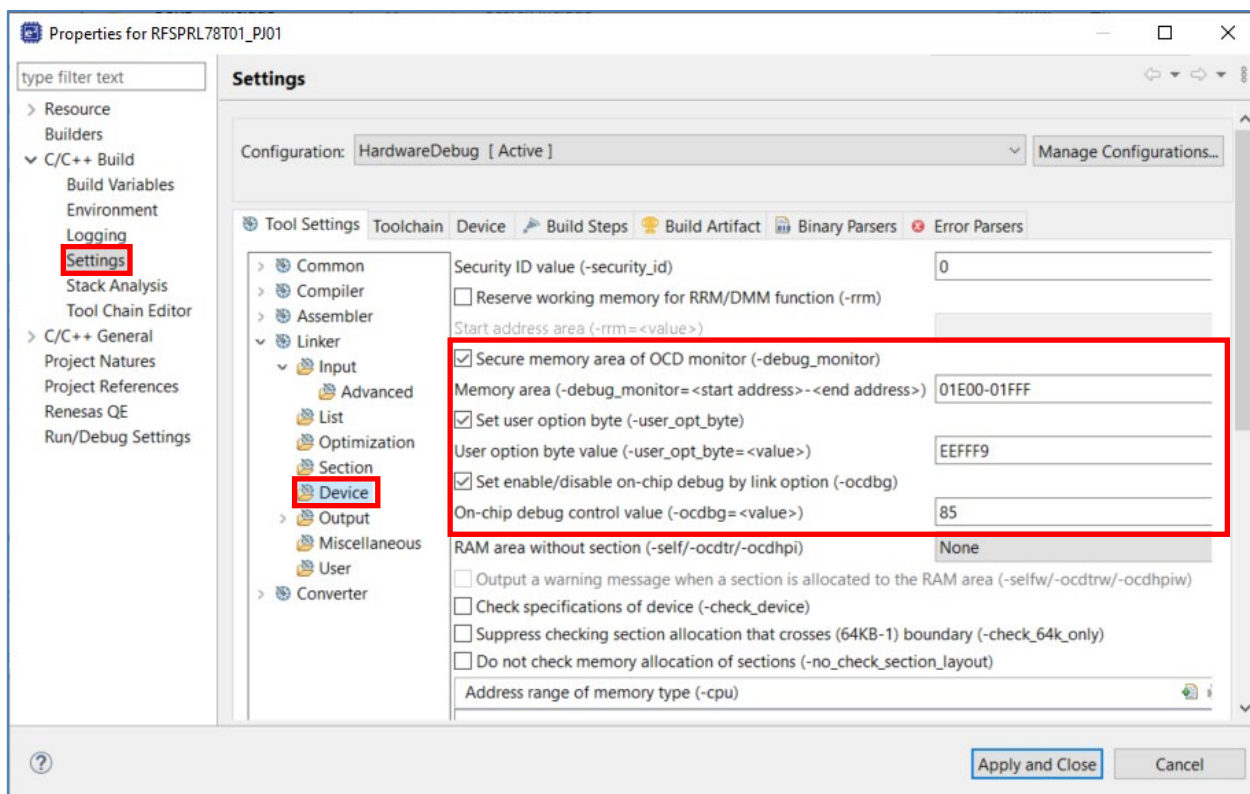 Properties for RFSPRL78T01_PJ01
type filter text
Resource
Builders
C/C++ Build
Build Variables
Environment
Logging
Settings
Stack Analysis
Tool Chain Editor
C/C++ General
Project Natures
Project References
Renesas QE
Run/Debug Settings
Settings
Configuration: HardwareDebug [ Active ] Manage Configurations...
Tool Settings Toolchain Device Build Steps Build Artifact Binary Parsers Error Parsers
Common
Compiler
Assembler
Linker
Input
Advanced
List
Optimization
Section
Device
Output
Miscellaneous
User
Converter
Security ID value (-security_id) 0
Reserve working memory for RRM/DMM function (-rrm)
Start address area (-rrm=<value>)
Secure memory area of OCD monitor (-debug_monitor)
Memory area (-debug_monitor=<start address>-<end address>) 01E00-01FFF
Set user option byte (-user_opt_byte)
User option byte value (-user_opt_byte=<value>) EEFFF9
Set enable/disable on-chip debug by link option (-ocdbg)
On-chip debug control value (-ocdbg=<value>) 85
RAM area without section (-self/-ocdtr/-ocdhpi) None
Output a warning message when a section is allocated to the RAM area (-selfw/-ocdtrw/-ocdhpiw)
Check specifications of device (-check_device)
Suppress checking section allocation that crosses (64KB-1) boundary (-check_64k_only)
Do not check memory allocation of sections (-no_check_section_layout)
Address range of memory type (-cpu)
Apply and Close Cancel